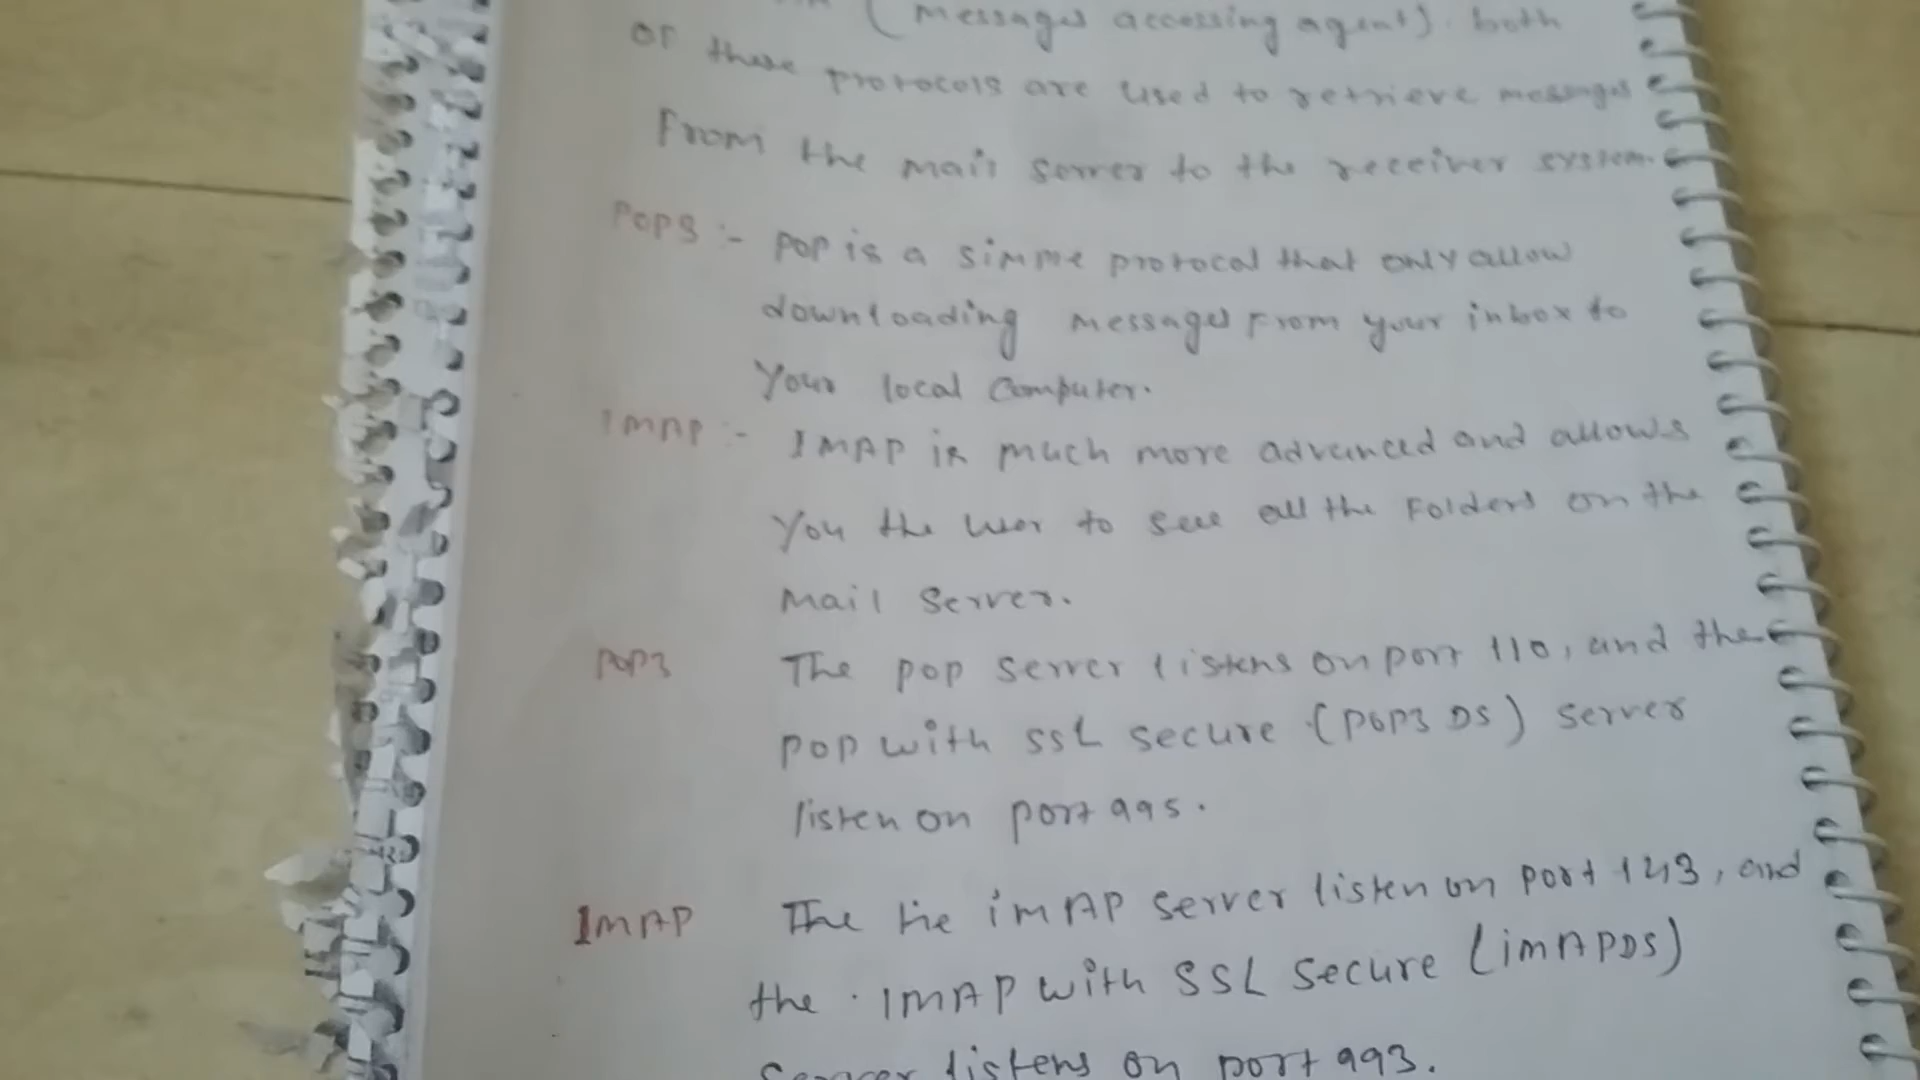 (messages accessing agent). both
of these protocols are used to retrieve messages
From the mail server to the receiver system.
POP3 :- POP is a simple protocol that only allow
downloading messages From your inbox to
Your local Computer.
IMAP :- IMAP is much more advanced and allows
You the user to see all the Folders on the
Mail Server.
POP3 The pop server listens on port 110, and the
pop with SSL secure (POP3 DS) server
listen on port 995.
IMAP The the iMAP server listen on port 143, and
the . IMAP with SSL Secure (iMAPDS)
Server listens on port 993.